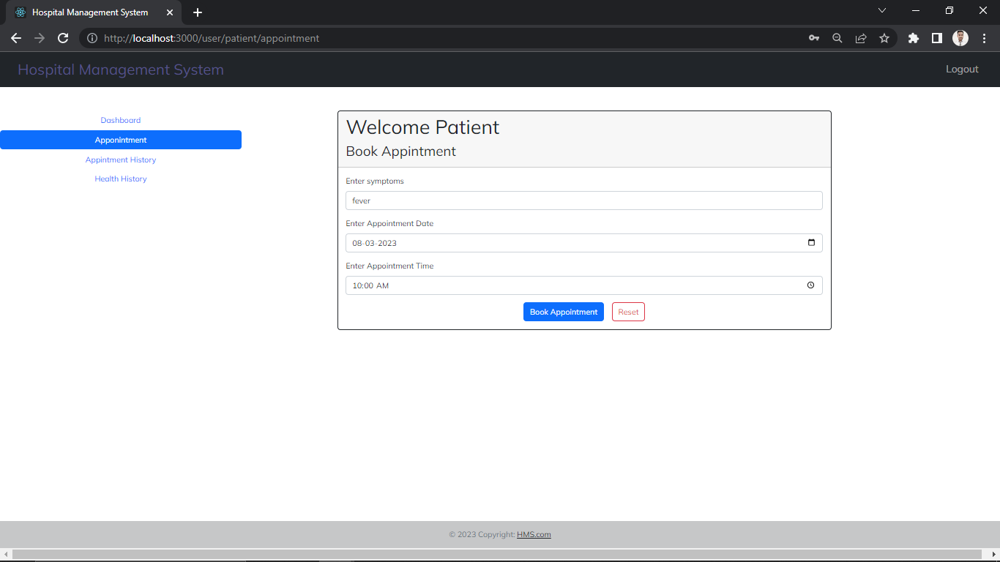 Hospital Management System
http://localhost:3000/user/patient/appointment
Hospital Management System
Logout
Dashboard
Apponintment
Appintment History
Health History
Welcome Patient
Book Appintment
Enter symptoms
fever
Enter Appointment Date
08-03-2023
Enter Appointment Time
10:00 AM
Book Appointment
Reset
© 2023 Copyright: HMS.com